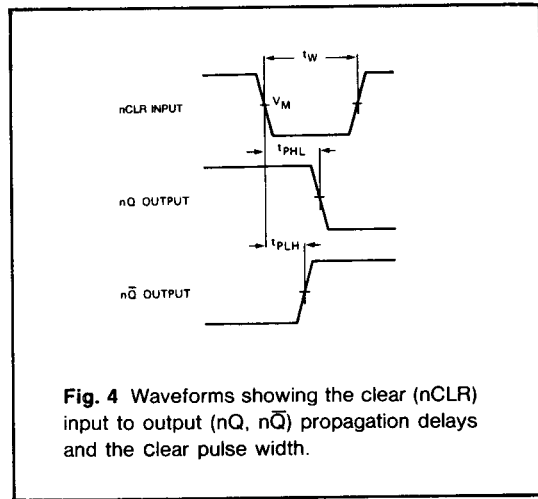 tW
nCLR INPUT
VM
tPHL
nQ OUTPUT
tPLH
nQ̅ OUTPUT
Fig. 4 Waveforms showing the clear (nCLR)
input to output (nQ, nQ̅) propagation delays
and the Clear pulse width.